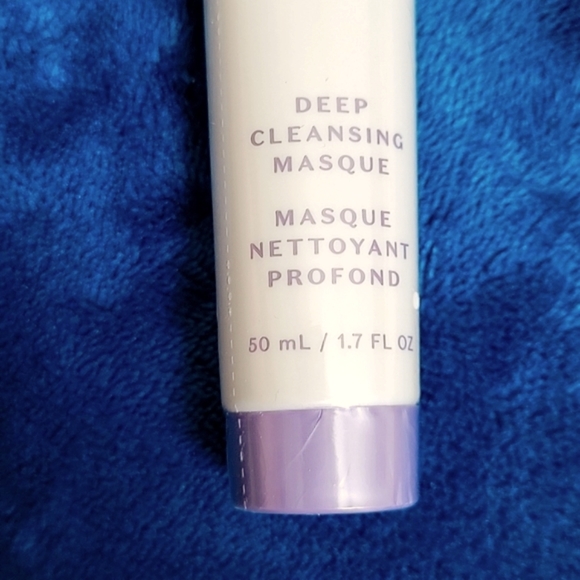 DEEP
CLEANSING
MASQUE
MASQUE
NETTOYANT
PROFOND
50 mL / 1.7 FL OZ